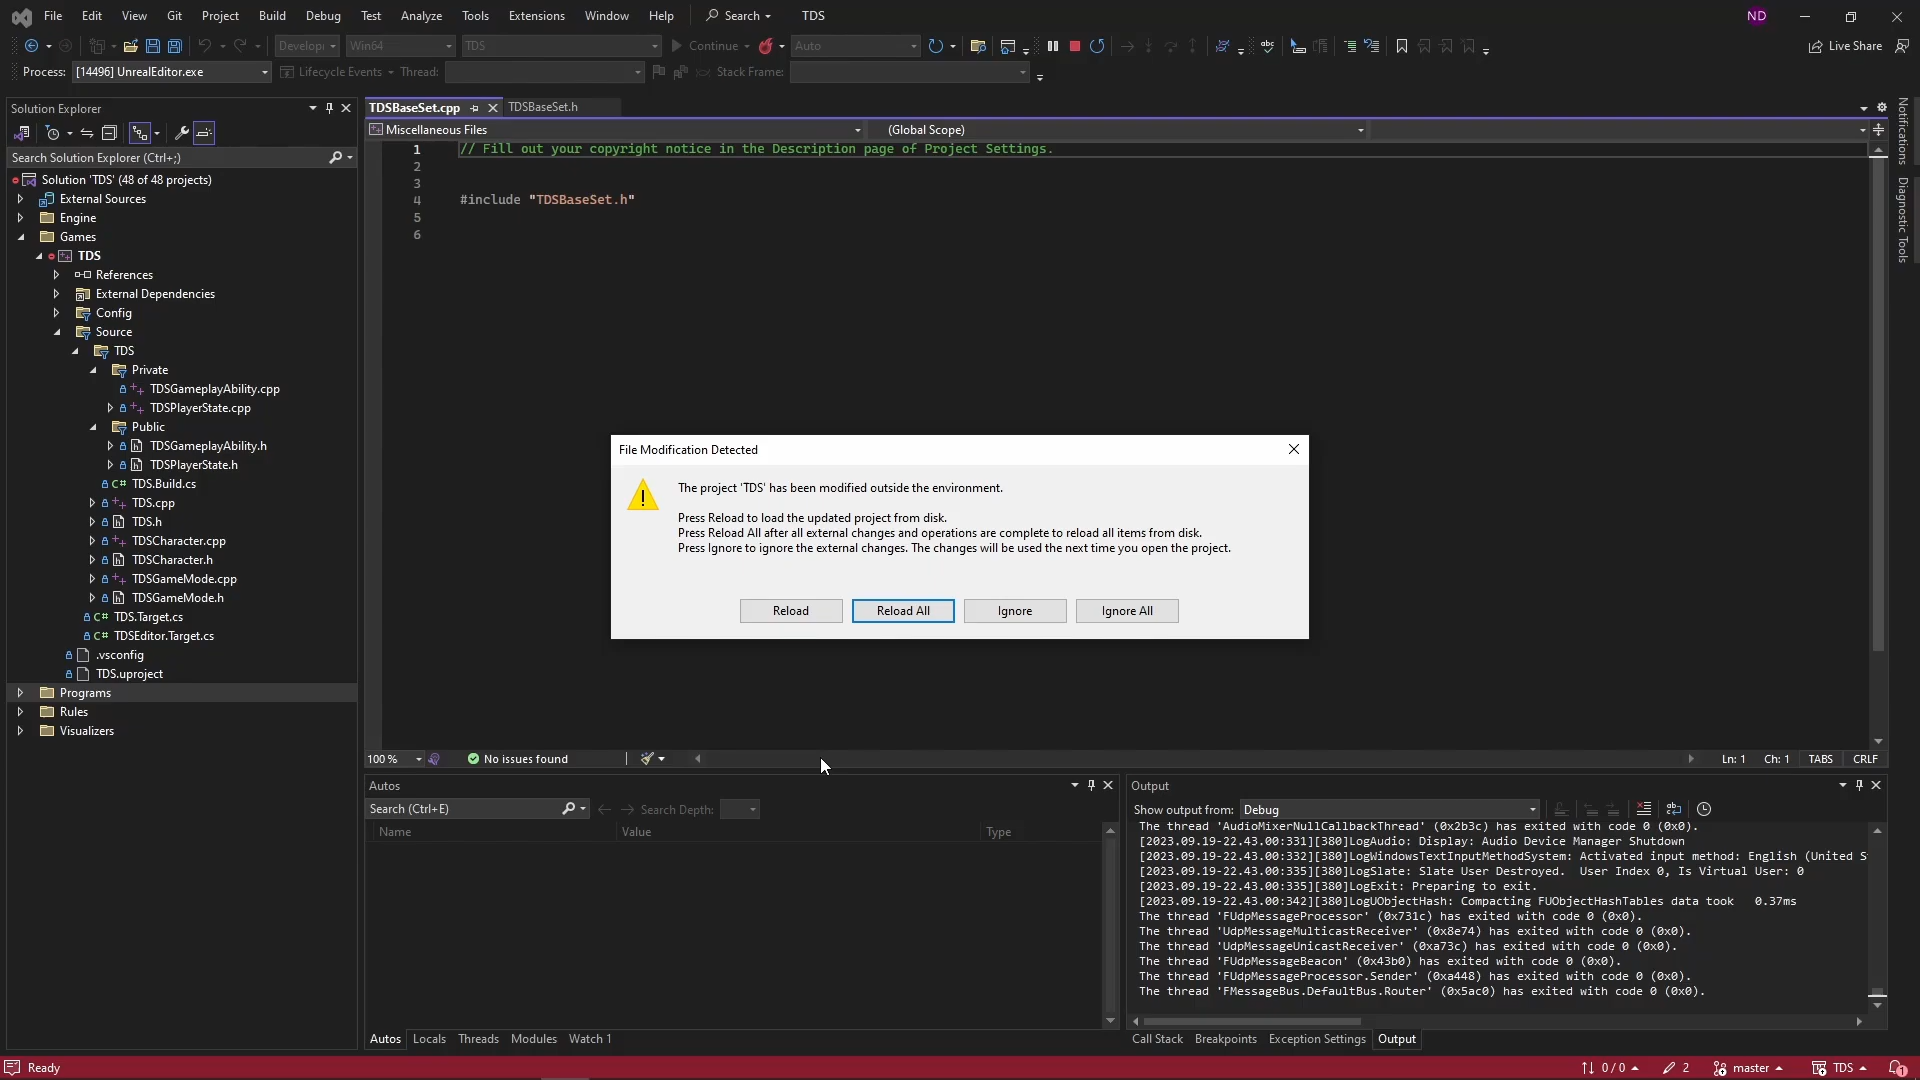 File Edit View Git Project Build Debug Test Analyze Tools Extensions Window Help Search TDS ND
Develop Win64 TDS Continue Auto Live Share
Process: [14496] UnrealEditor.exe Lifecycle Events Thread: Stack Frame:
Solution Explorer
Search Solution Explorer (Ctrl+;)
Solution 'TDS' (48 of 48 projects)
External Sources
Engine
Games
TDS
References
External Dependencies
Config
Source
TDS
Private
TDSGameplayAbility.cpp
TDSPlayerState.cpp
Public
TDSGameplayAbility.h
TDSPlayerState.h
C# TDS.Build.cs
TDS.cpp
TDS.h
TDSCharacter.cpp
TDSCharacter.h
TDSGameMode.cpp
TDSGameMode.h
C# TDS.Target.cs
C# TDSEditor.Target.cs
.vsconfig
TDS.uproject
Programs
Rules
Visualizers
TDSBaseSet.cpp TDSBaseSet.h
Miscellaneous Files (Global Scope)
1 // Fill out your copyright notice in the Description page of Project Settings.
2
3
4 #include "TDSBaseSet.h"
5
6
File Modification Detected
The project 'TDS' has been modified outside the environment.
Press Reload to load the updated project from disk.
Press Reload All after all external changes and operations are complete to reload all items from disk.
Press Ignore to ignore the external changes. The changes will be used the next time you open the project.
Reload Reload All Ignore Ignore All
100 % No issues found Ln: 1 Ch: 1 TABS CRLF
Autos
Search (Ctrl+E) Search Depth:
Name Value Type
Autos Locals Threads Modules Watch 1
Output
Show output from: Debug
The thread 'AudioMixerNullCallbackThread' (0x2b3c) has exited with code 0 (0x0).
[2023.09.19-22.43.00:331][380]LogAudio: Display: Audio Device Manager Shutdown
[2023.09.19-22.43.00:332][380]LogWindowsTextInputMethodSystem: Activated input method: English (United S
[2023.09.19-22.43.00:335][380]LogSlate: Slate User Destroyed. User Index 0, Is Virtual User: 0
[2023.09.19-22.43.00:335][380]LogExit: Preparing to exit.
[2023.09.19-22.43.00:342][380]LogUObjectHash: Compacting FUObjectHashTables data took 0.37ms
The thread 'FUdpMessageProcessor' (0x731c) has exited with code 0 (0x0).
The thread 'UdpMessageMulticastReceiver' (0x8e74) has exited with code 0 (0x0).
The thread 'UdpMessageUnicastReceiver' (0xa73c) has exited with code 0 (0x0).
The thread 'FUdpMessageBeacon' (0x43b0) has exited with code 0 (0x0).
The thread 'FUdpMessageProcessor.Sender' (0xa448) has exited with code 0 (0x0).
The thread 'FMessageBus.DefaultBus.Router' (0x5ac0) has exited with code 0 (0x0).
Call Stack Breakpoints Exception Settings Output
Notifications
Diagnostic Tools
Ready 0 / 0 2 master TDS 1